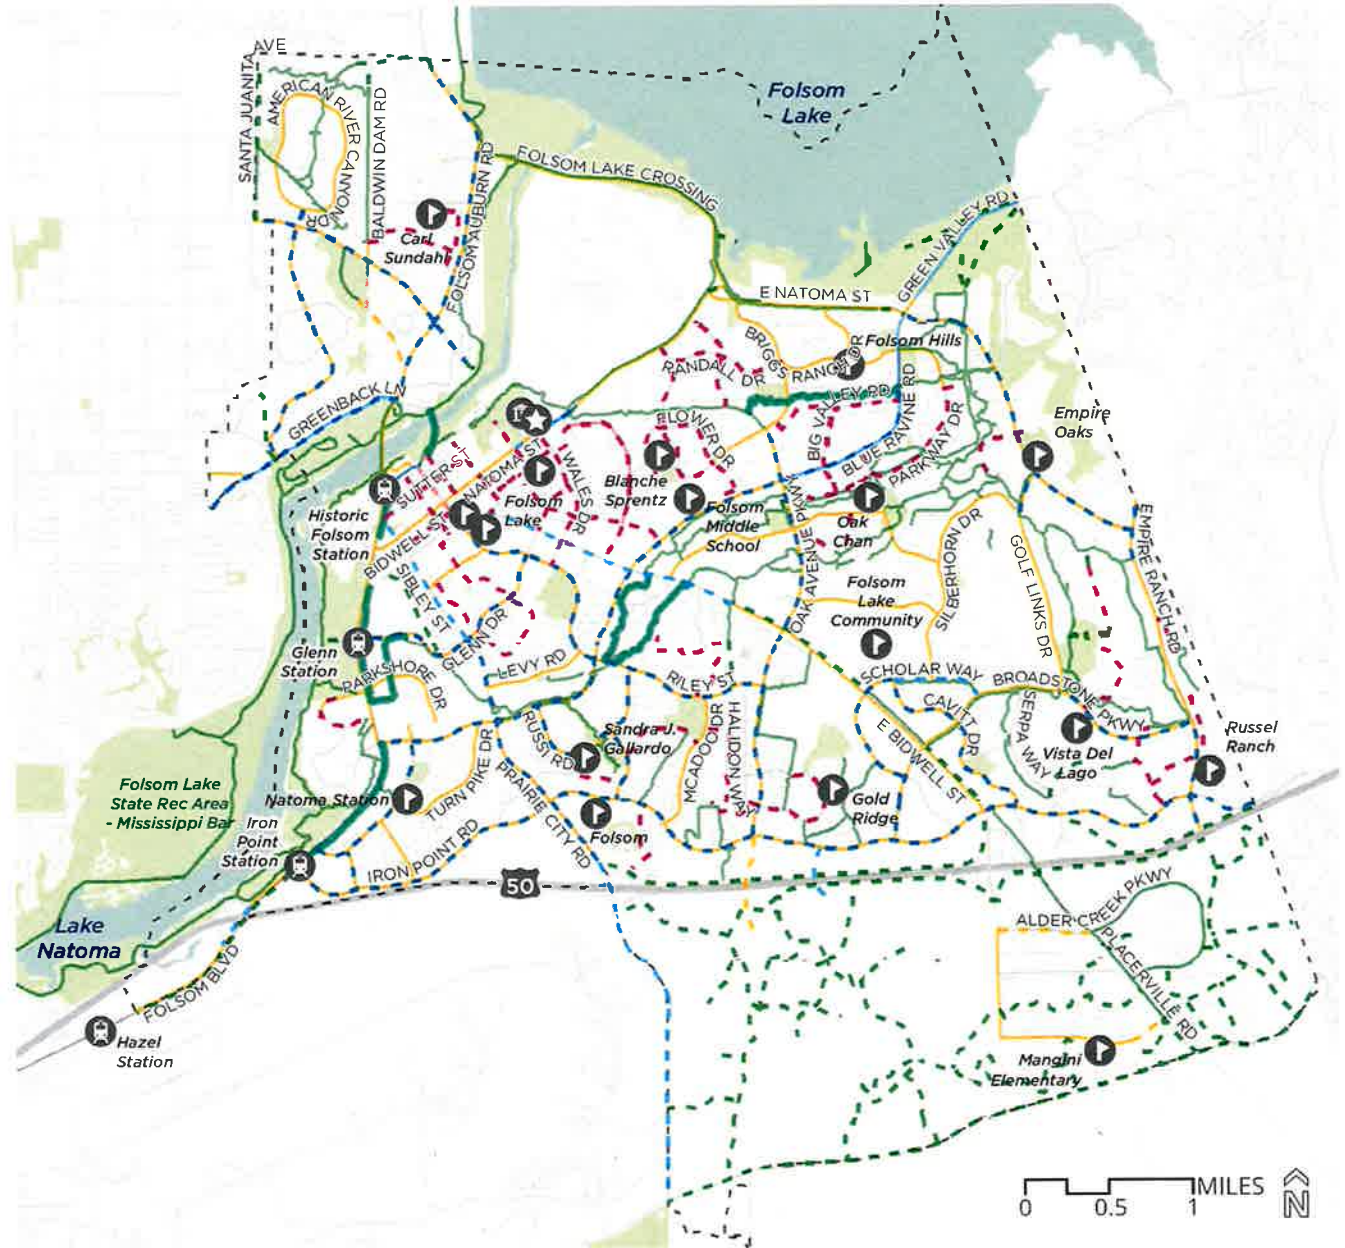 AVE
SANTA JUANITA
AMERICAN RIVER CANYON
DR
BALDWIN DAM RD
FOLSOM AUBURN RD
Carl
Sundahl
FOLSOM LAKE CROSSING
Folsom
Lake
GREEN VALLEY RD
E NATOMA ST
BRIGGS RANCH DR
Folsom Hills
RANDALL DR
GREENBACK LN
BIG VALLEY RD
FLOWER DR
BIG VALLEY RD
BLUE RAVINE RD
PARKWAY DR
Empire
Oaks
SUTTER ST
NATOMA ST
WALES DR
Blanche
Sprentz
Folsom
Lake
Folsom
Middle
School
OAK AVENUE PKWY
Oak
Chan
Historic
Folsom
Station
BIDWELL ST
SIBLEY ST
SILBERHORN DR
GOLF LINKS DR
EMPIRE RANCH RD
Folsom
Lake
Community
Glenn
Station
GLENN DR
LEVY RD
PARKSHORE DR
RILEY ST
SCHOLAR WAY
BROADSTONE PKWY
CAVITT DR
SERPA WAY
E BIDWELL ST
RUSSI RD
Sandra J.
Gallardo
MCADOO DR
HALIDON WAY
Vista Del
Lago
Russel
Ranch
Folsom Lake
State Rec Area
- Mississippi Bar
Natoma Station
TURN PIKE DR
PRAIRIE CITY RD
Gold
Ridge
Iron
Point
Station
IRON POINT RD
Folsom
50
Lake
Natoma
FOLSOM BLVD
ALDER CREEK PKWY
PLACERVILLE RD
Hazel
Station
Mangini
Elementary
MILES
0 0.5 1
N